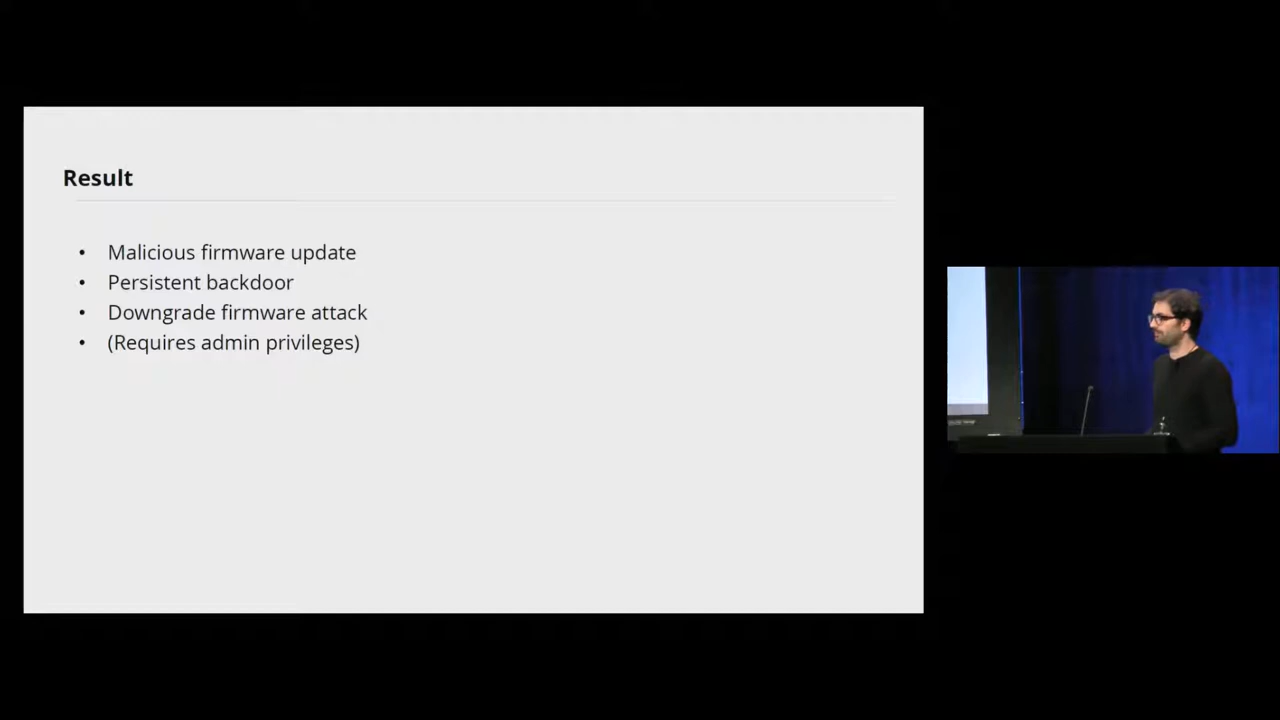 Result
• Malicious firmware update
• Persistent backdoor
• Downgrade firmware attack
• (Requires admin privileges)